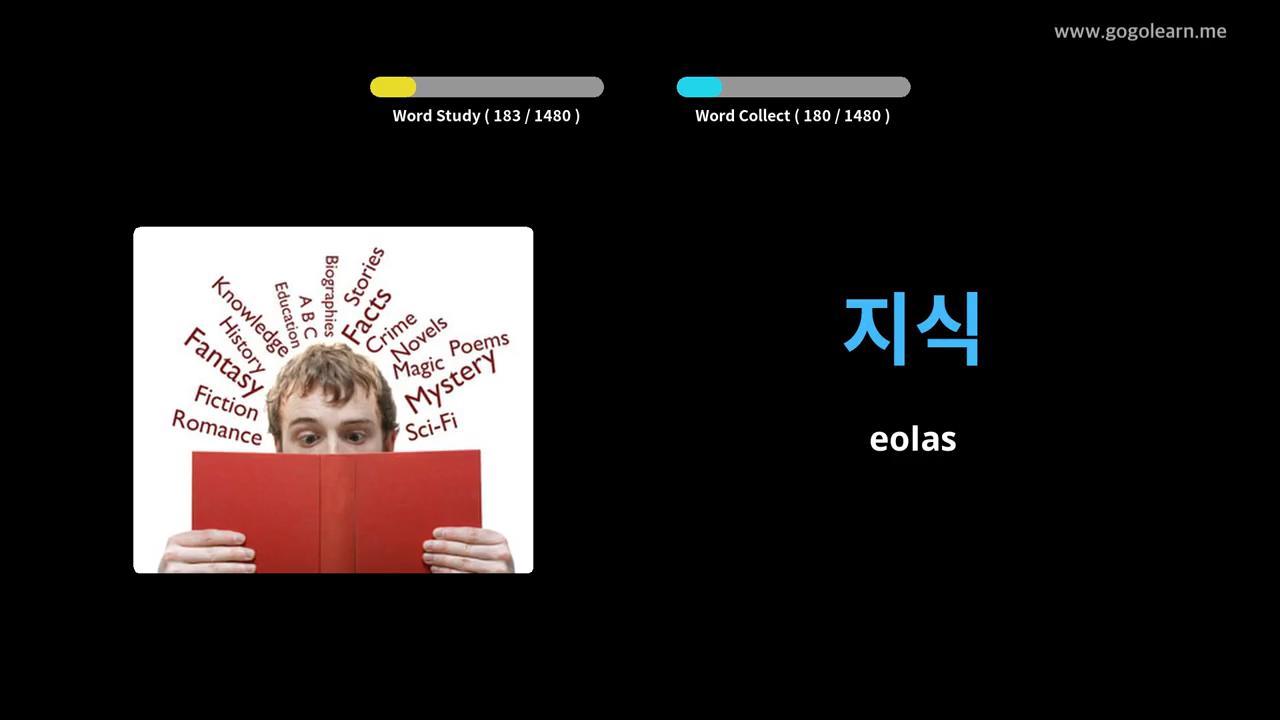 www.gogolearn.me
Word Study ( 183 / 1480 )
Word Collect ( 180 / 1480 )
Knowledge
Education
A B C
Biographies
Stories
Facts
Crime
Novels
Poems
History
Fantasy
Magic
Mystery
Fiction
Romance
Sci-Fi
지식
eolas